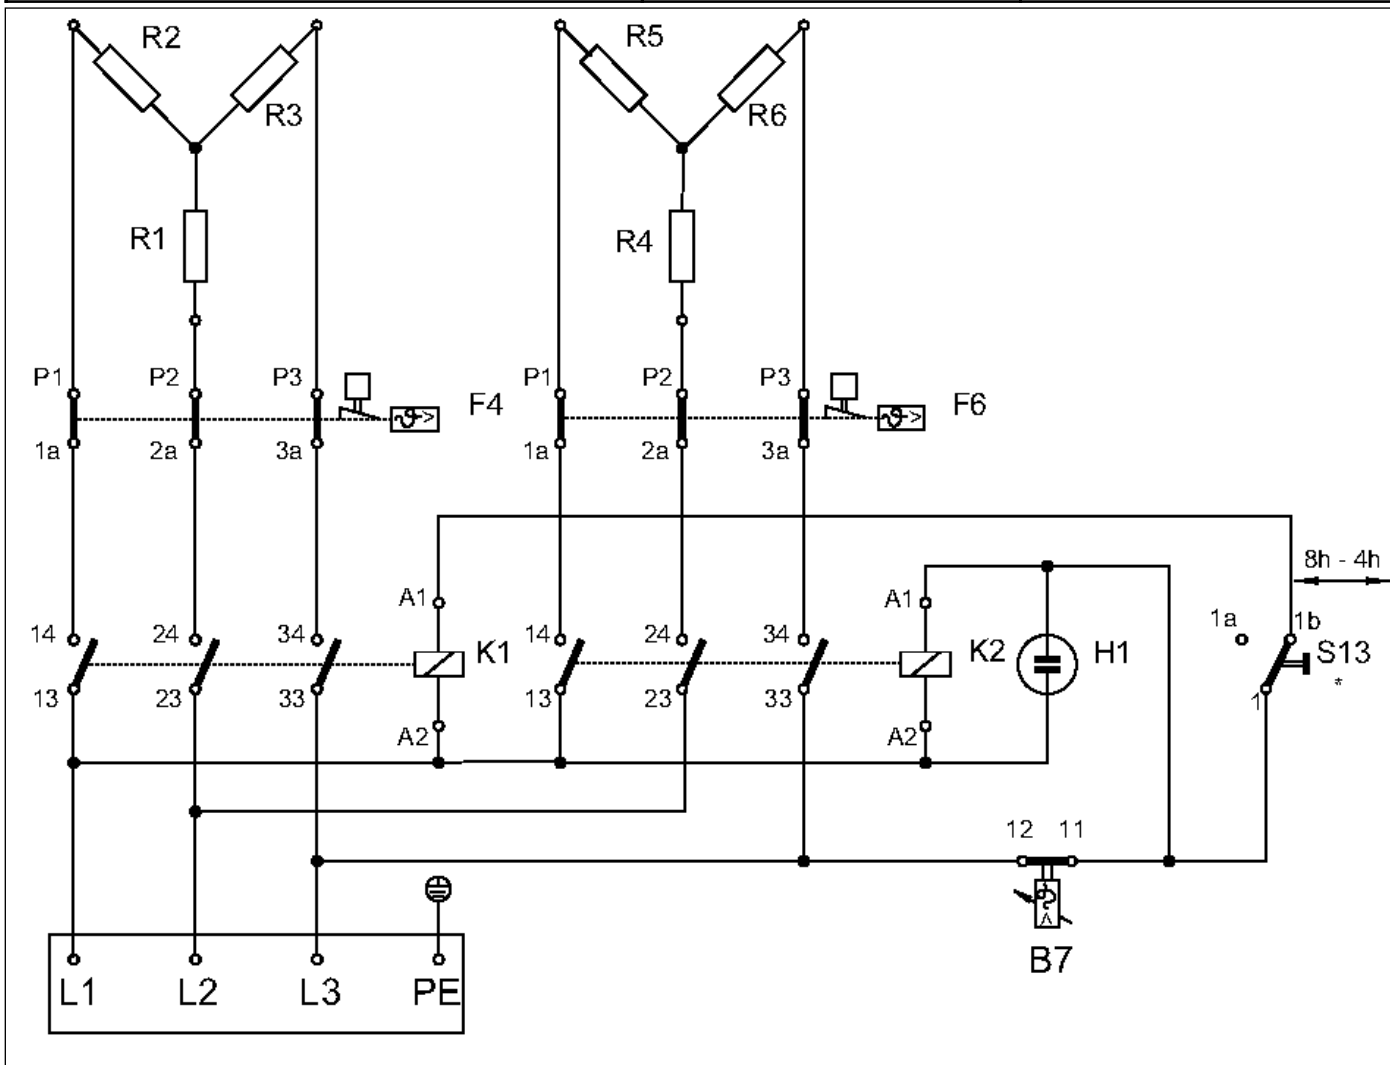 R2
R5
R3
R6
R1
R4
P1 P2 P3
P1 P2 P3
F4
F6
1a 2a 3a
1a 2a 3a
8h - 4h
A1
A1
1a
1b
14 24 34
14 24 34
K1
K2
H1
S13
*
13 23 33
13 23 33
1
A2
A2
12 11
B7
L1 L2 L3 PE